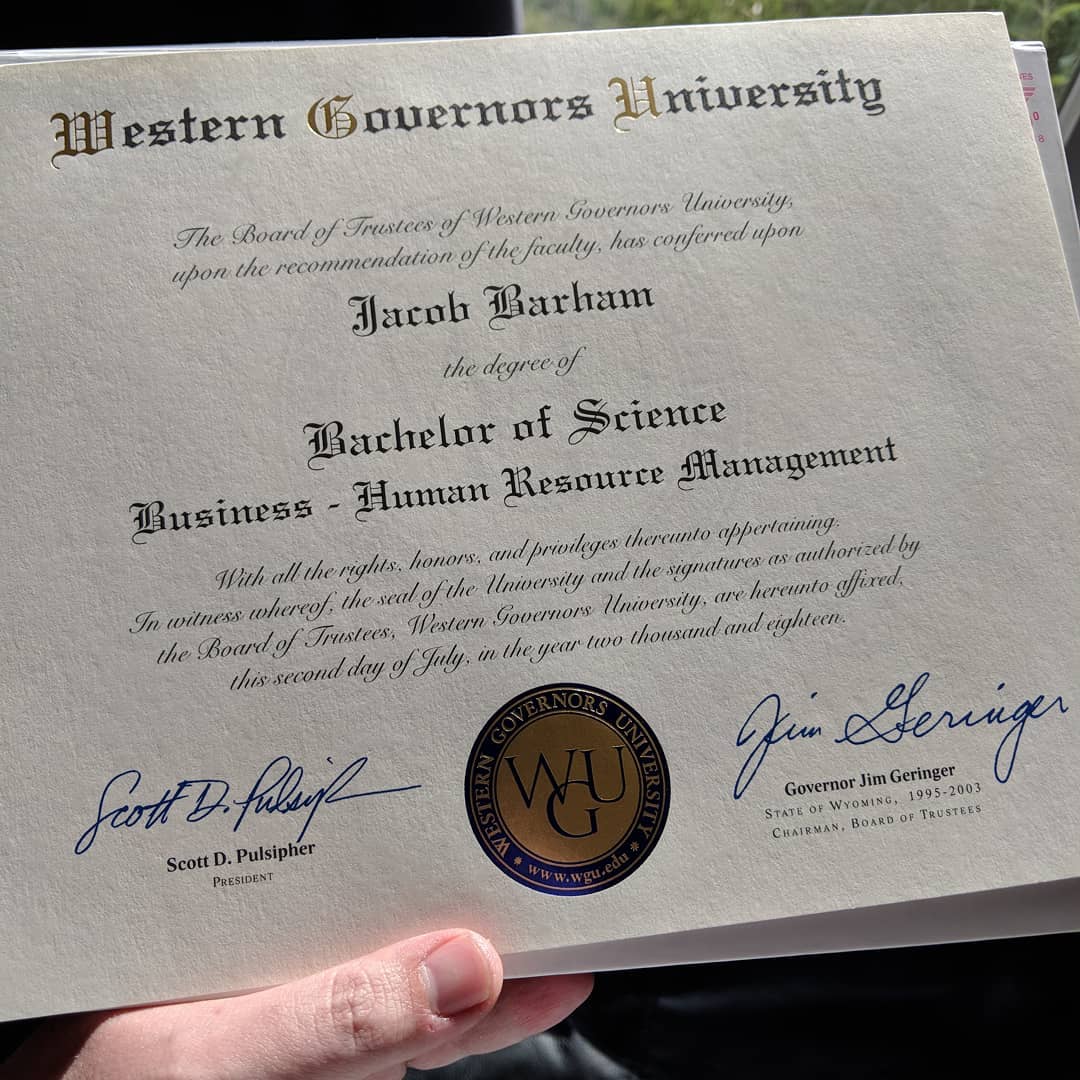 Western Governors University
The Board of Trustees of Western Governors University,
upon the recommendation of the faculty, has conferred upon
Jacob Barham
the degree of
Bachelor of Science
Business - Human Resource Management
With all the rights, honors, and privileges thereunto appertaining.
In witness whereof, the seal of the University and the signatures as authorized by
the Board of Trustees, Western Governors University, are hereunto affixed,
this second day of July, in the year two thousand and eighteen.
Scott D. Pulsipher
Scott D. Pulsipher
PRESIDENT
WESTERN GOVERNORS UNIVERSITY
WGU
* www.wgu.edu *
Jim Geringer
Governor Jim Geringer
STATE OF WYOMING, 1995-2003
CHAIRMAN, BOARD OF TRUSTEES